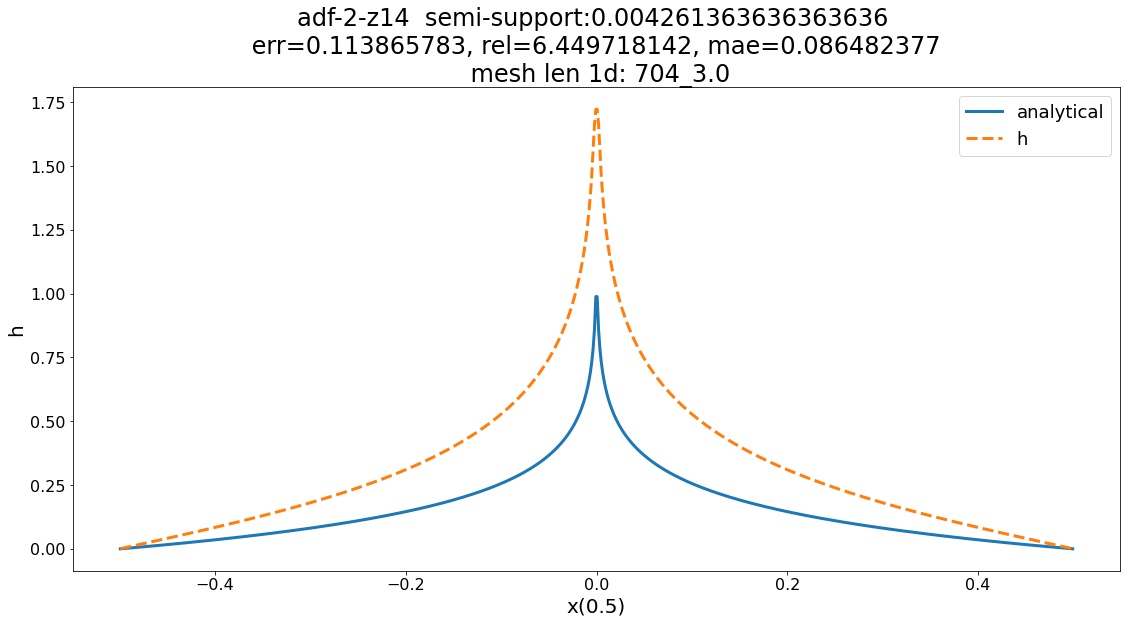 adf-2-z14  semi-support:0.004261363636363636
err=0.113865783, rel=6.449718142, mae=0.086482377
mesh len 1d: 704_3.0
analytical
h
1.75
1.50
1.25
1.00
0.75
0.50
0.25
0.00
h
−0.4
−0.2
0.0
0.2
0.4
x(0.5)